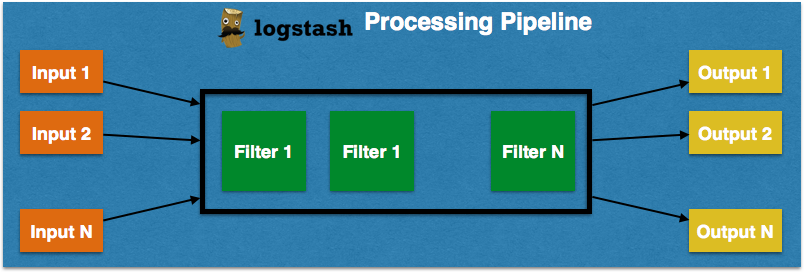 logstash Processing Pipeline
Input 1
Output 1
Input 2
Output 2
Filter 1
Filter 1
Filter N
Input N
Output N